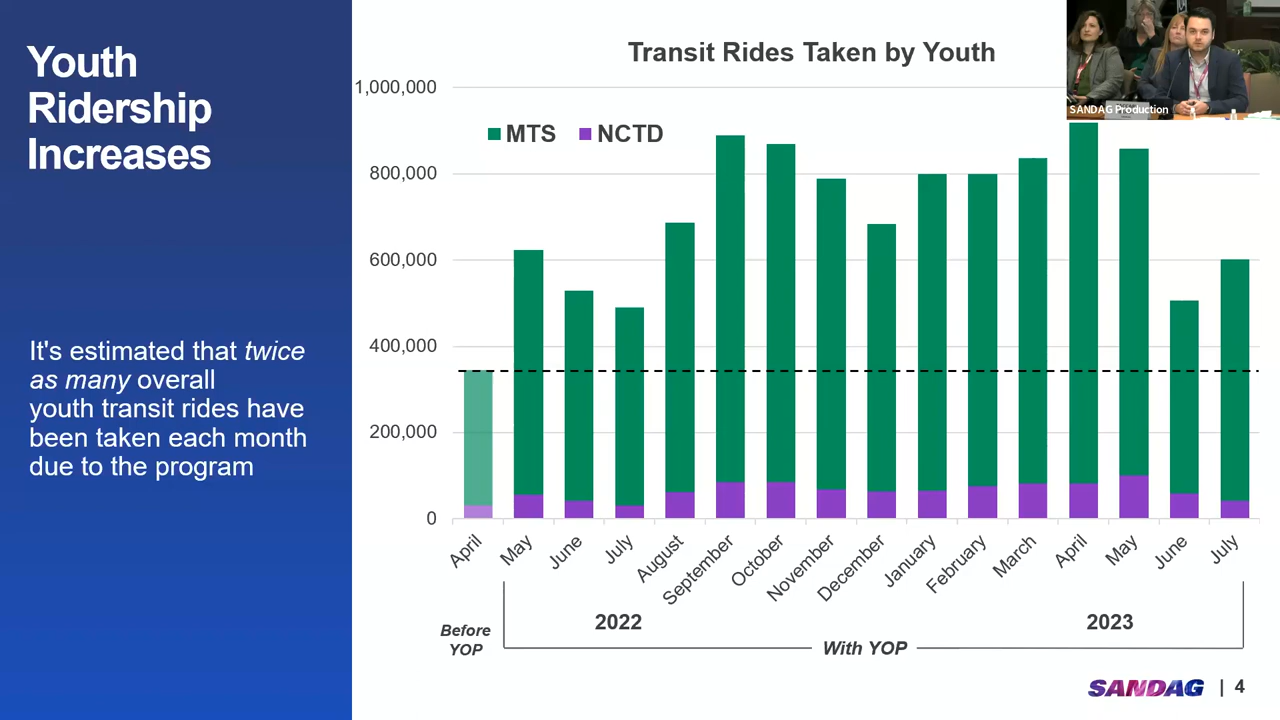 Youth
Ridership
Increases
It's estimated that twice
as many overall
youth transit rides have
been taken each month
due to the program
Transit Rides Taken by Youth
SANDAG Production
MTS NCTD
1,000,000
800,000
600,000
400,000
200,000
0
April May June July August September October November December January February March April May June July
2022 2023
Before
YOP
With YOP
SANDAG | 4